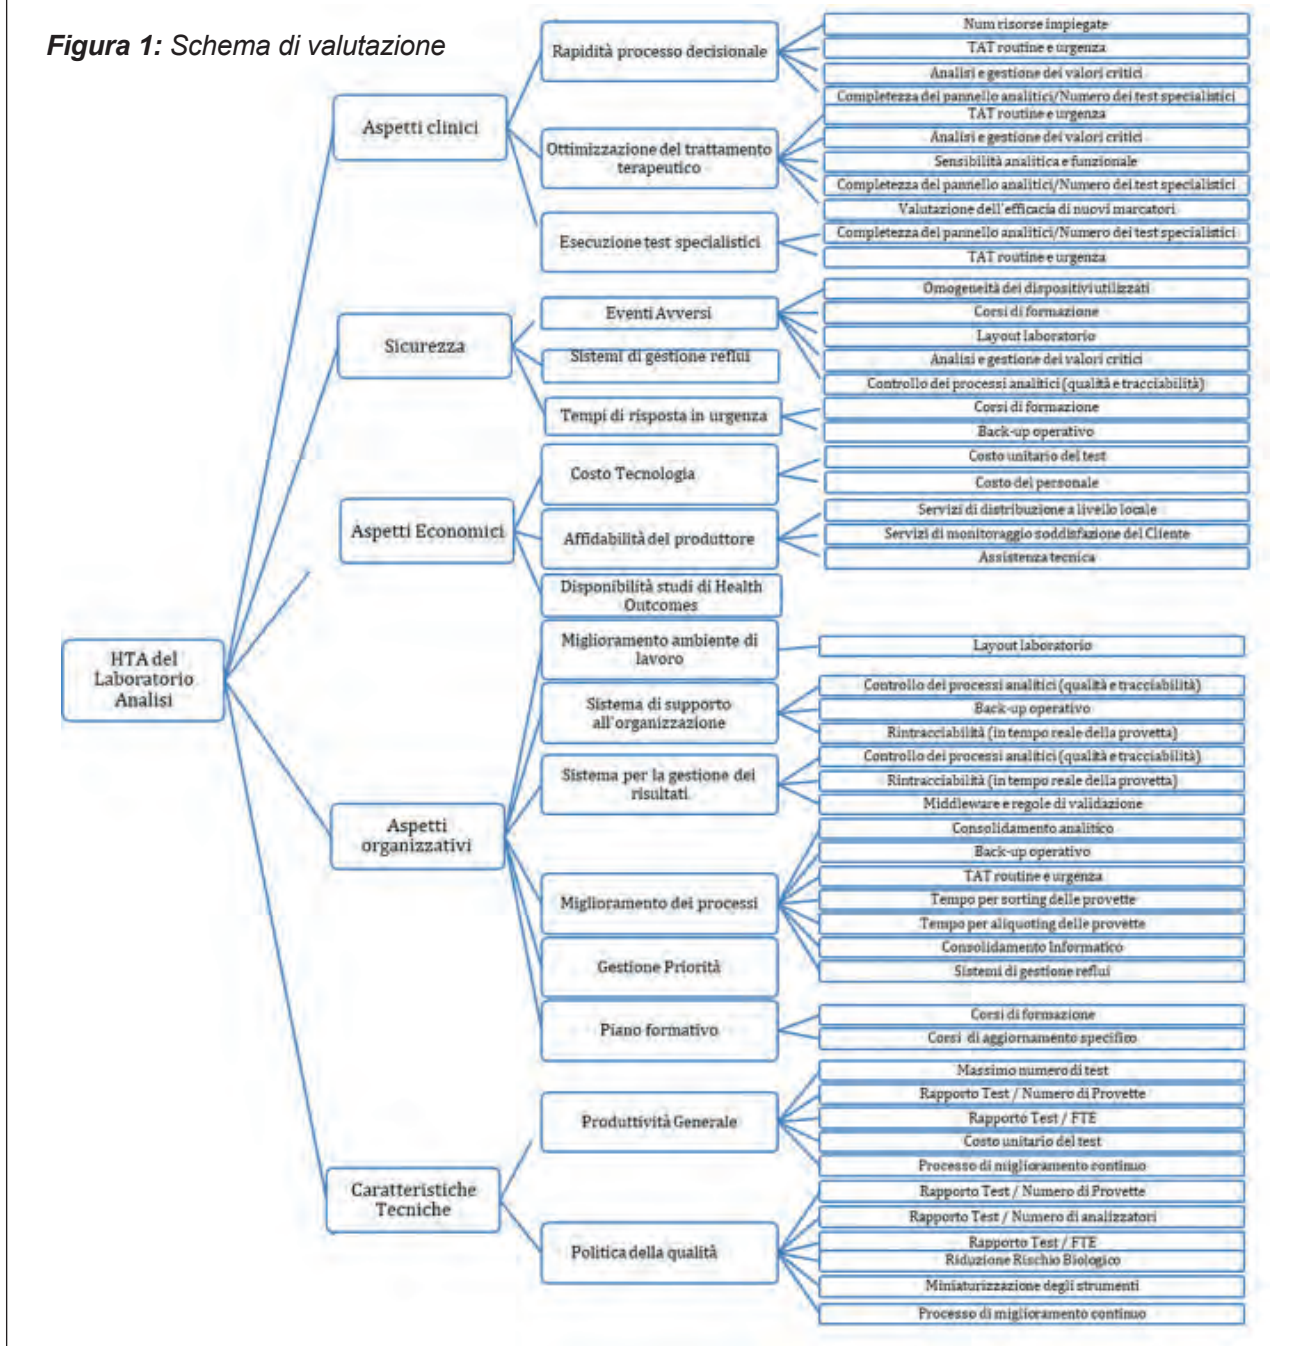 Figura 1: Schema di valutazione
HTA del
Laboratorio
Analisi
Aspetti clinici
Rapidità processo decisionale
Num risorse impiegate
TAT routine e urgenza
Analisi e gestione dei valori critici
Completezza del pannello analitici/Numero dei test specialistici
Ottimizzazione del trattamento
terapeutico
TAT routine e urgenza
Analisi e gestione dei valori critici
Sensibilità analitica e funzionale
Completezza del pannello analitici/Numero dei test specialistici
Valutazione dell'efficacia di nuovi marcatori
Esecuzione test specialistici
Completezza del pannello analitici/Numero dei test specialistici
TAT routine e urgenza
Sicurezza
Eventi Avversi
Omogeneità dei dispositivi utilizzati
Corsi di formazione
Layout laboratorio
Analisi e gestione dei valori critici
Controllo dei processi analitici (qualità e tracciabilità)
Sistemi di gestione reflui
Tempi di risposta in urgenza
Corsi di formazione
Back-up operativo
Aspetti Economici
Costo Tecnologia
Costo unitario del test
Costo del personale
Affidabilità del produttore
Servizi di distribuzione a livello locale
Servizi di monitoraggio soddisfazione del Cliente
Assistenza tecnica
Disponibilità studi di Health
Outcomes
Aspetti
organizzativi
Miglioramento ambiente di
lavoro
Layout laboratorio
Sistema di supporto
all'organizzazione
Controllo dei processi analitici (qualità e tracciabilità)
Back-up operativo
Rintracciabilità (in tempo reale della provetta)
Sistema per la gestione dei
risultati
Controllo dei processi analitici (qualità e tracciabilità)
Rintracciabilità (in tempo reale della provetta)
Middleware e regole di validazione
Miglioramento dei processi
Consolidamento analitico
Back-up operativo
TAT routine e urgenza
Tempo per sorting delle provette
Tempo per aliquoting delle provette
Consolidamento Informatico
Sistemi di gestione reflui
Gestione Priorità
Piano formativo
Corsi di formazione
Corsi di aggiornamento specifico
Caratteristiche
Tecniche
Produttività Generale
Massimo numero di test
Rapporto Test / Numero di Provette
Rapporto Test / FTE
Costo unitario del test
Processo di miglioramento continuo
Politica della qualità
Rapporto Test / Numero di Provette
Rapporto Test / Numero di analizzatori
Rapporto Test / FTE
Riduzione Rischio Biologico
Miniaturizzazione degli strumenti
Processo di miglioramento continuo